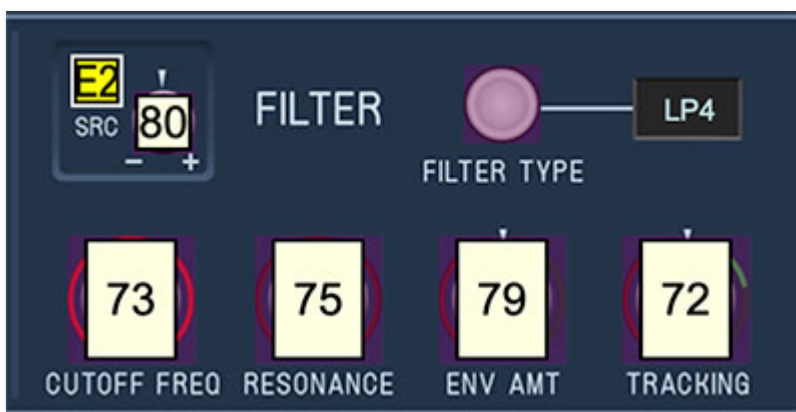 E2
SRC
80
− +
FILTER
LP4
FILTER TYPE
73
75
79
72
CUTOFF FREQ
RESONANCE
ENV AMT
TRACKING